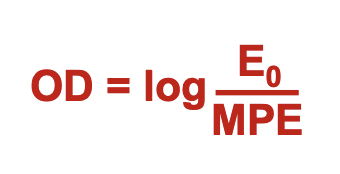 OD = log E₀
MPE